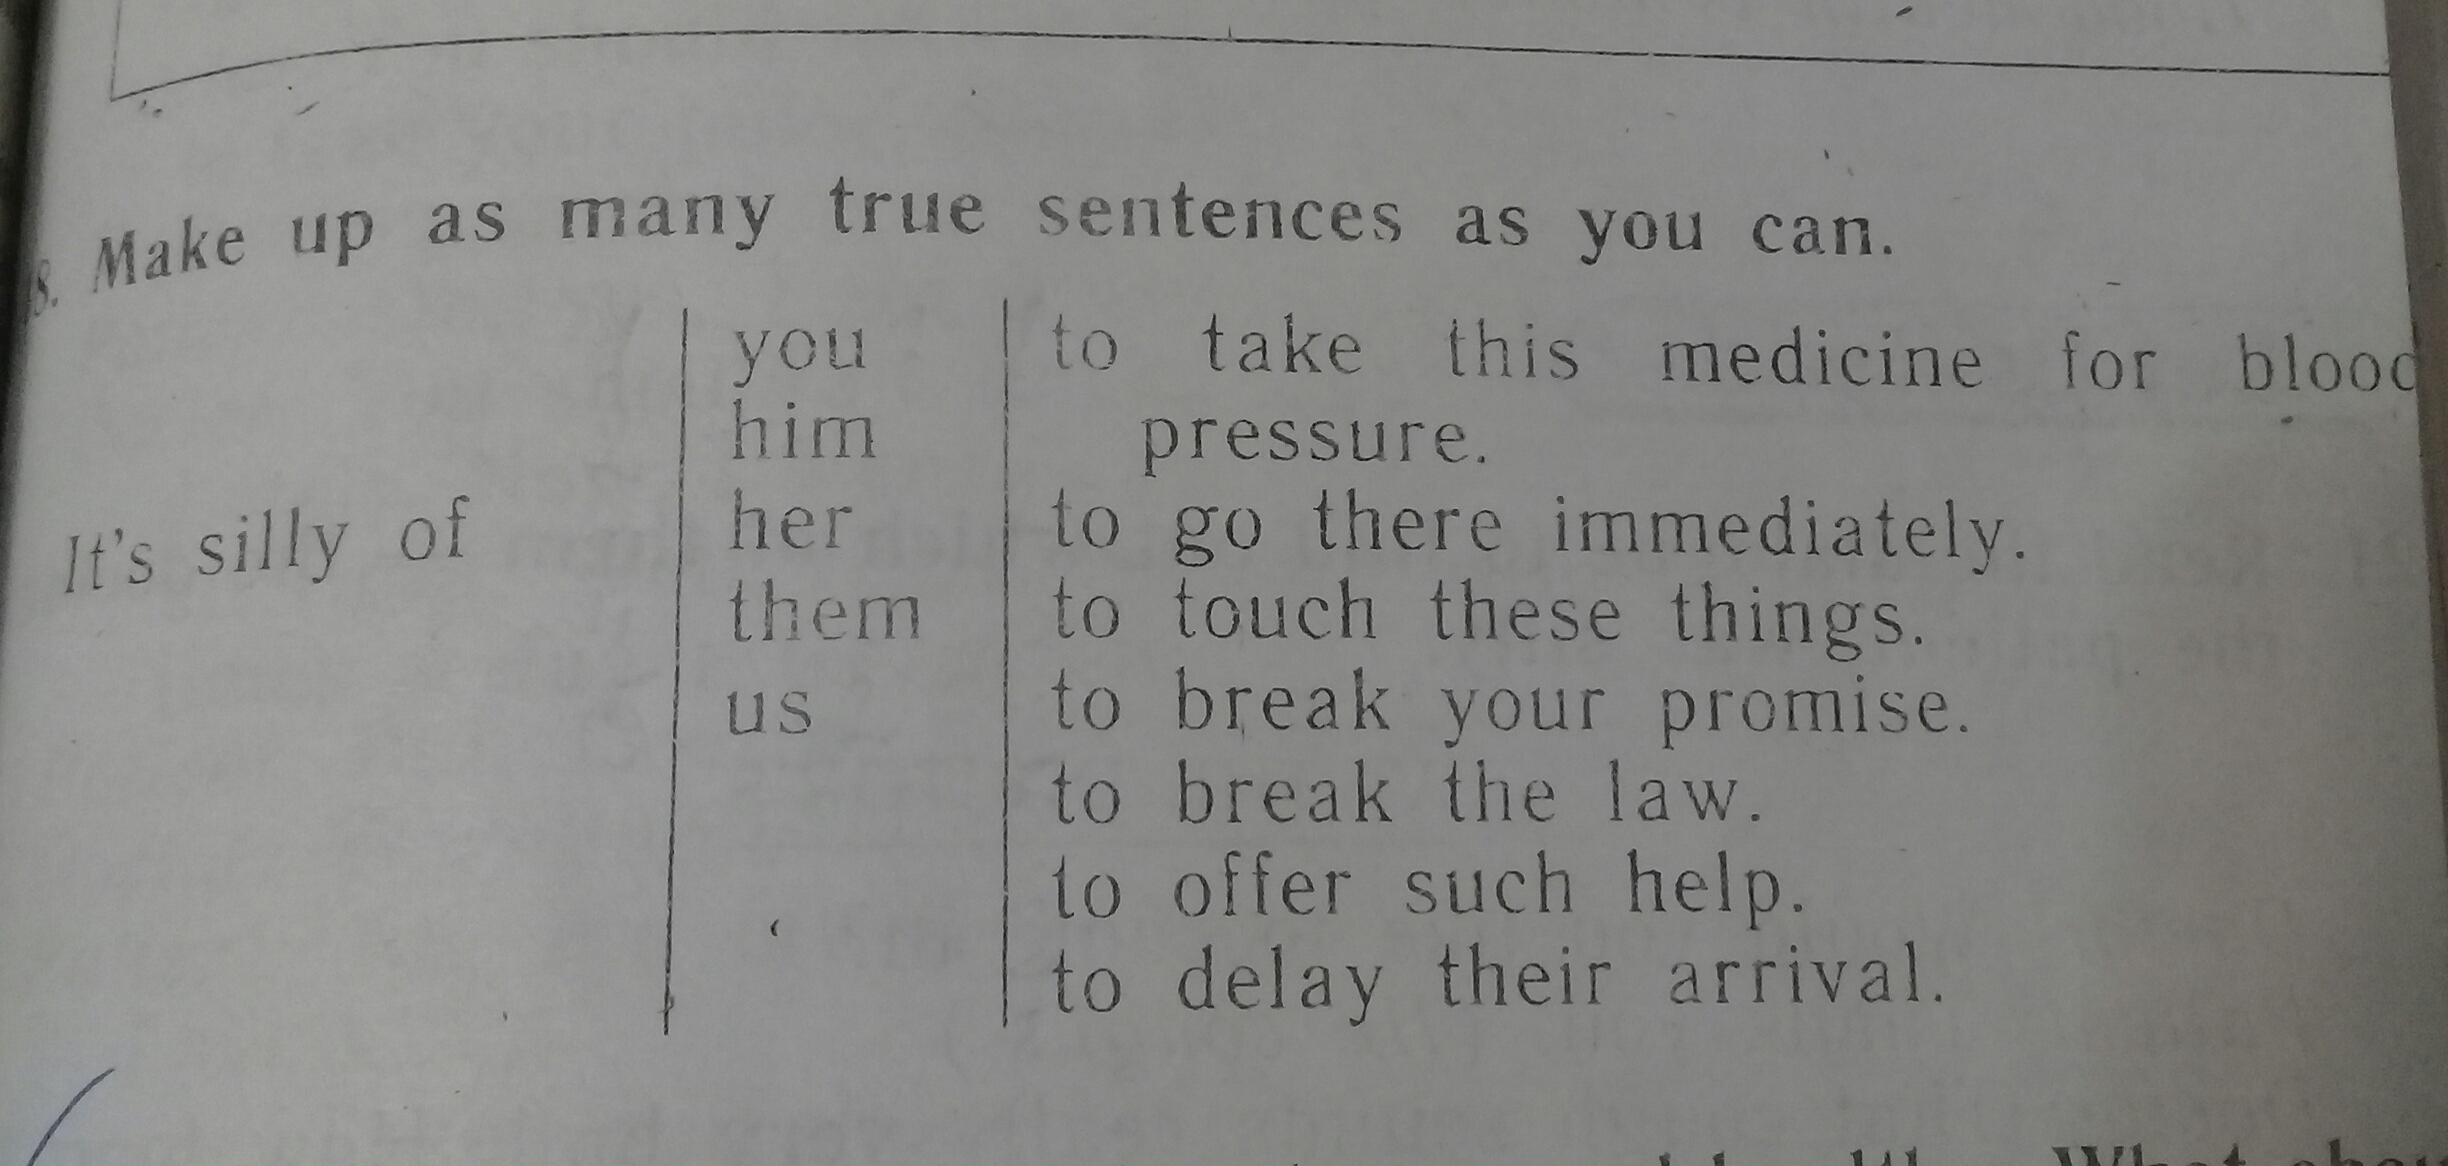 8. Make up as many true sentences as you can.
you
him
her
them
us
It's silly of
to take this medicine for blood
pressure.
to go there immediately.
to touch these things.
to break your promise.
to break the law.
to offer such help.
to delay their arrival.
What